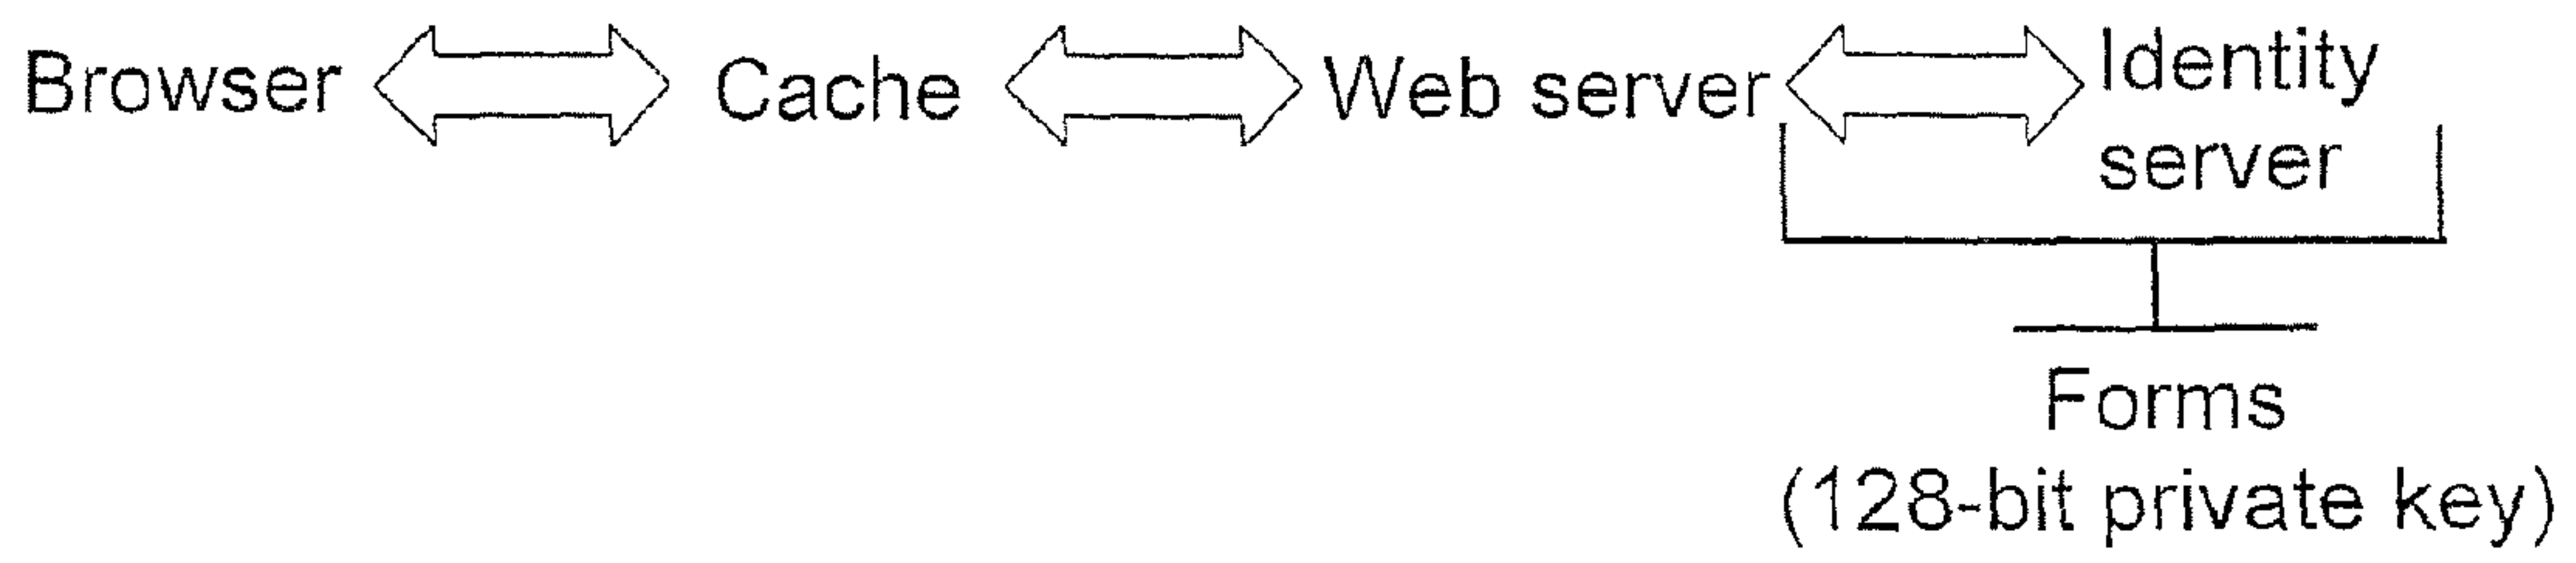 Browser
Cache
Web server
Identity
server
Forms
(128-bit private key)